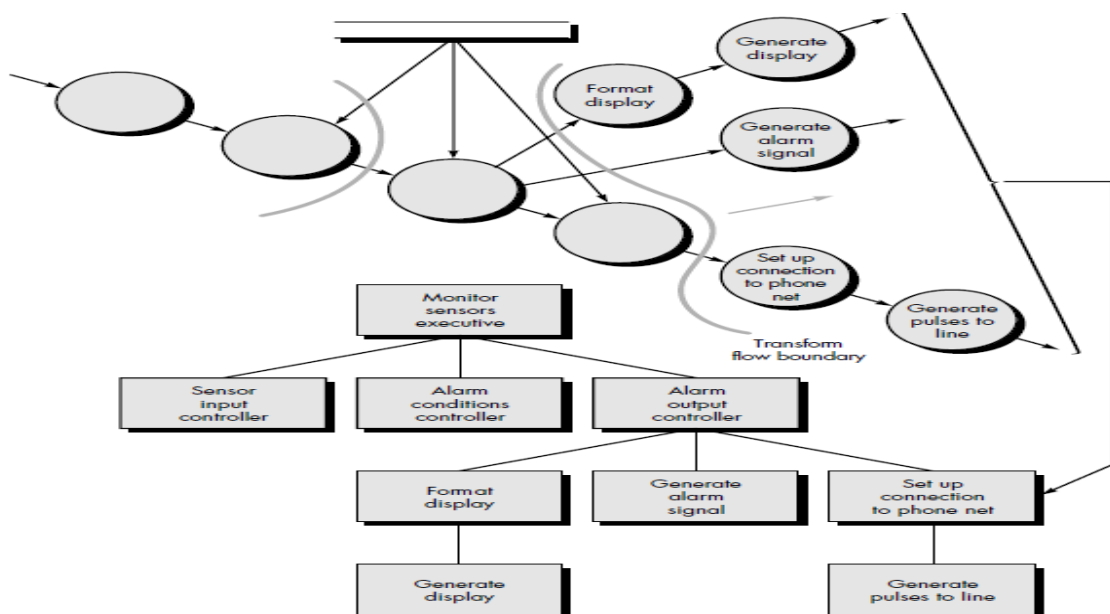 Generate
display
Format
display
Generate
alarm
signal
Set up
connection
to phone
net
Generate
pulses to
line
Transform
flow boundary
Monitor
sensors
executive
Sensor
input
controller
Alarm
conditions
controller
Alarm
output
controller
Format
display
Generate
alarm
signal
Set up
connection
to phone net
Generate
display
Generate
pulses to line